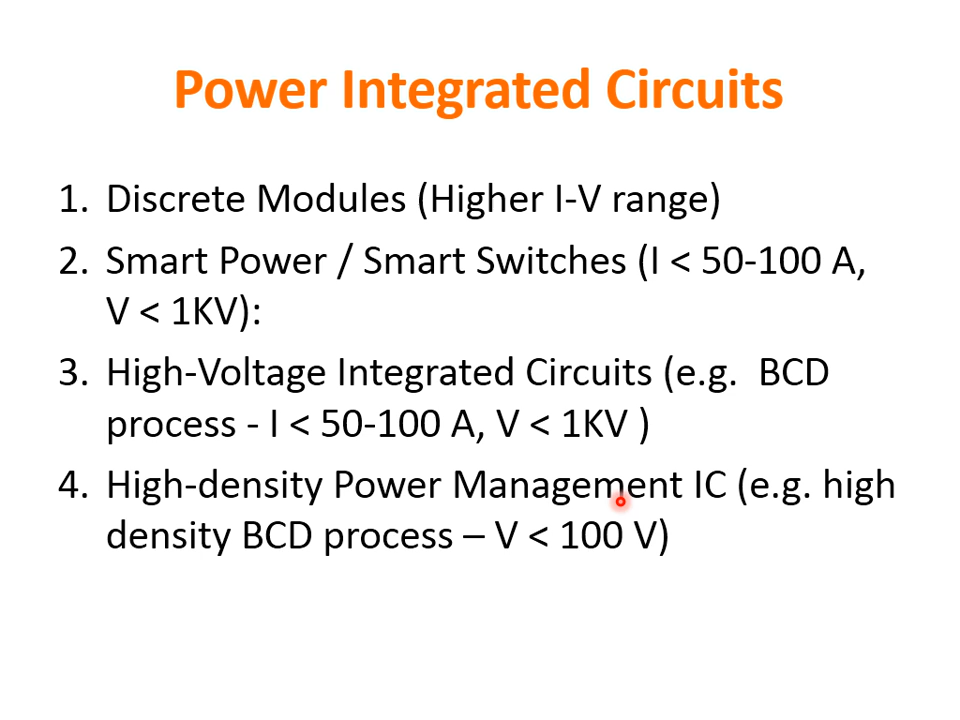 Power Integrated Circuits
1. Discrete Modules (Higher I-V range)
2. Smart Power / Smart Switches (I < 50-100 A,
V < 1KV):
3. High-Voltage Integrated Circuits (e.g.  BCD
process - I < 50-100 A, V < 1KV )
4. High-density Power Management IC (e.g. high
density BCD process – V < 100 V)